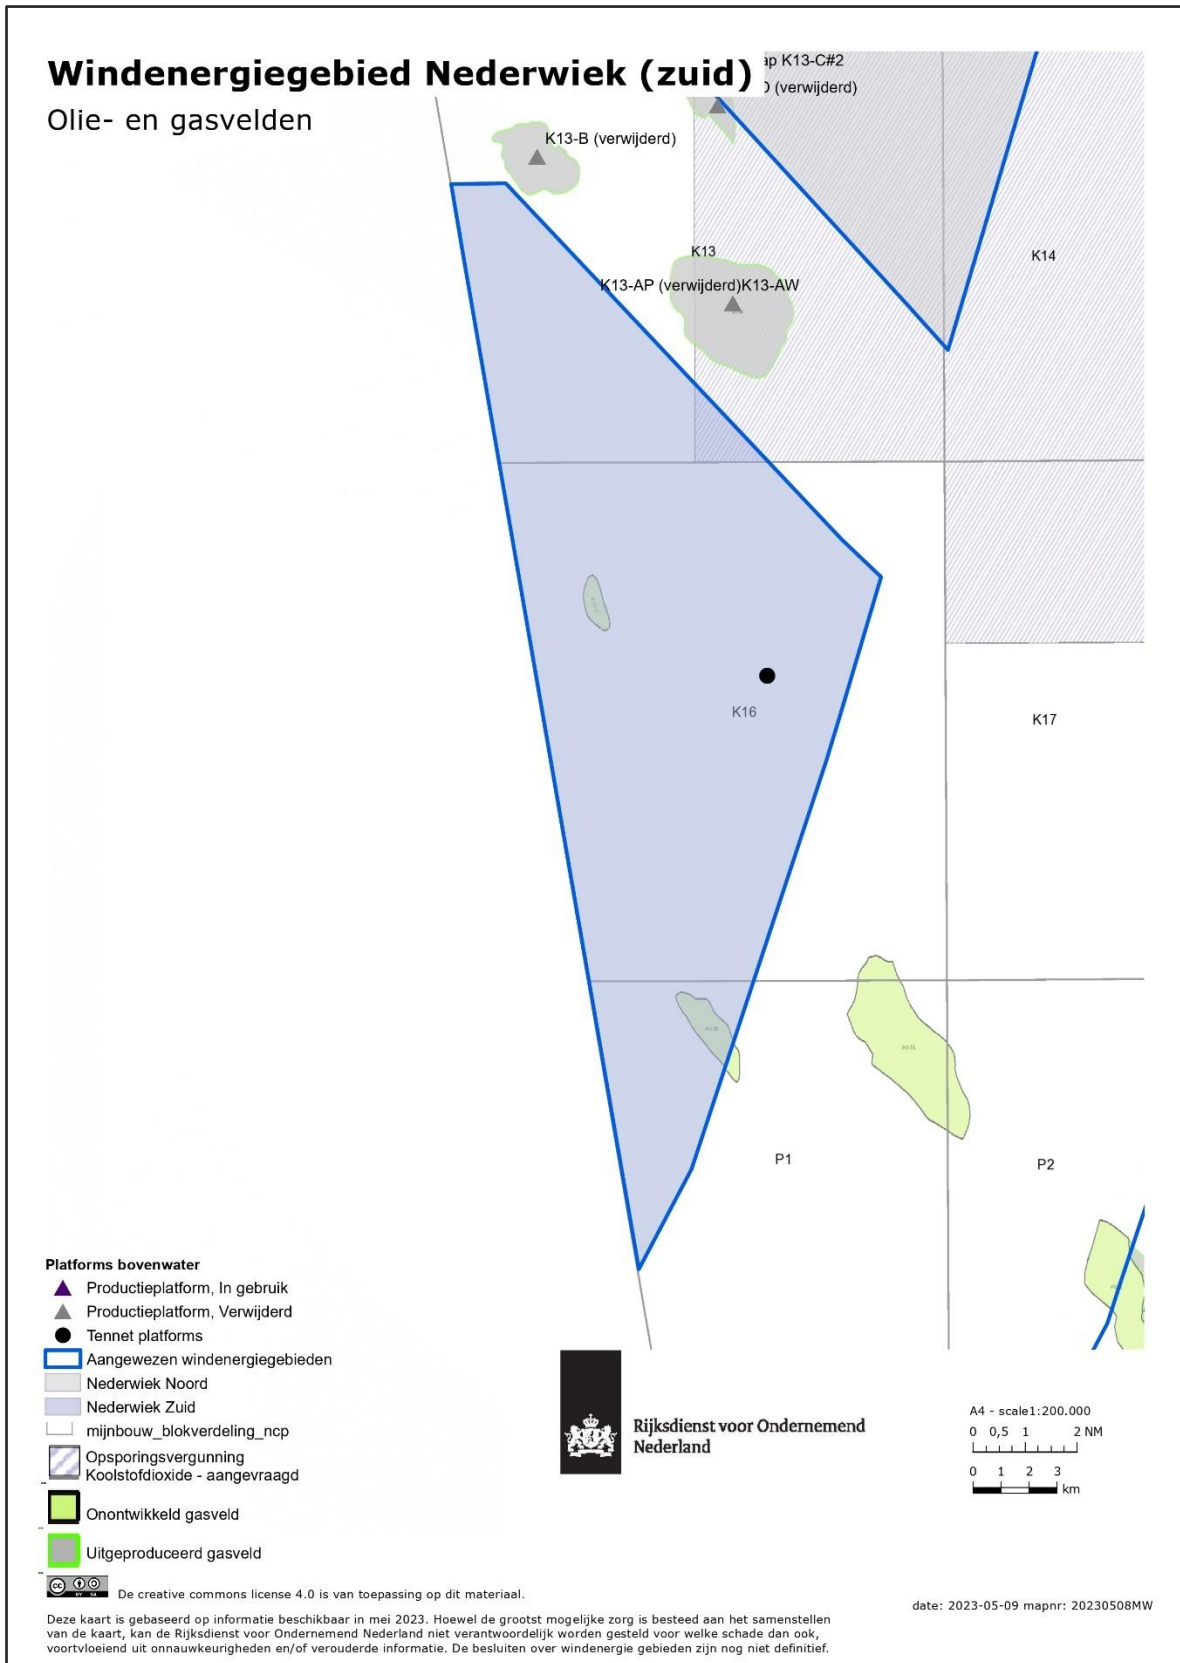 Windenergiegebied Nederwiek (zuid)
Olie- en gasvelden
ap K13-C#2
(verwijderd)
K13-B (verwijderd)
K13
K14
K13-AP (verwijderd)K13-AW
K16
K17
P1
P2
Platforms bovenwater
Productieplatform, In gebruik
Productieplatform, Verwijderd
Tennet platforms
Aangewezen windenergiegebieden
Nederwiek Noord
Nederwiek Zuid
mijnbouw_blokverdeling_ncp
Opsporingsvergunning
Koolstofdioxide - aangevraagd
Onontwikkeld gasveld
Uitgeproduceerd gasveld
Rijksdienst voor Ondernemend
Nederland
A4 - scale1:200.000
0 0,5 1 2 NM
0 1 2 3
km
cc BY SA
De creative commons license 4.0 is van toepassing op dit materiaal.
date: 2023-05-09 mapnr: 20230508MW
Deze kaart is gebaseerd op informatie beschikbaar in mei 2023. Hoewel de grootst mogelijke zorg is besteed aan het samenstellen
van de kaart, kan de Rijksdienst voor Ondernemend Nederland niet verantwoordelijk worden gesteld voor welke schade dan ook,
voortvloeiend uit onnauwkeurigheden en/of verouderde informatie. De besluiten over windenergie gebieden zijn nog niet definitief.